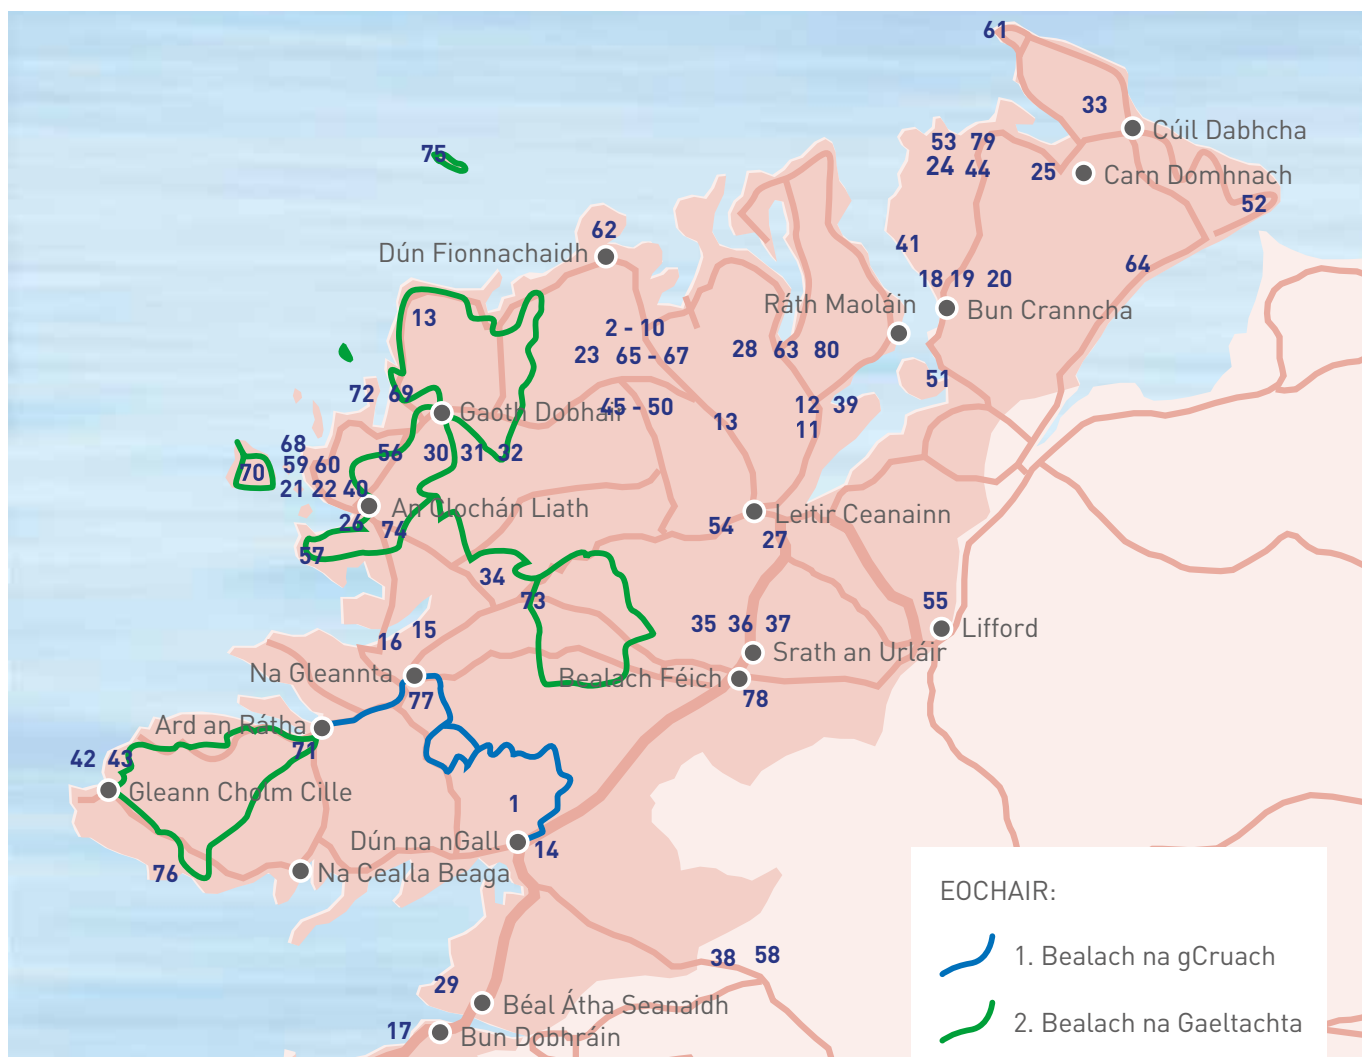 61
33
Cúil Dabhcha
53 79
24 44
25
Carn Domhnach
75
52
62
Dún Fionnachaidh
41
64
18 19 20
Ráth Maoláin
Bun Cranncha
13
2 - 10
23 65 - 67
28 63 80
51
72 69
Gaoth Dobhair
45 - 50
13
12 39
11
68
56 30 31 32
59 60
70
21 22 40
An Clochán Liath
26 74
57
54
Leitir Ceanainn
27
34
73
55
Lifford
35 36 37
16 15
Srath an Urláir
Na Gleannta
77
Bealach Féich
78
Ard an Rátha
71
42 43
Gleann Cholm Cille
1
Dún na nGall
14
76
Na Cealla Beaga
EOCHAIR:
1. Bealach na gCruach
2. Bealach na Gaeltachta
38 58
29
Béal Átha Seanaidh
17
Bun Dobhráin